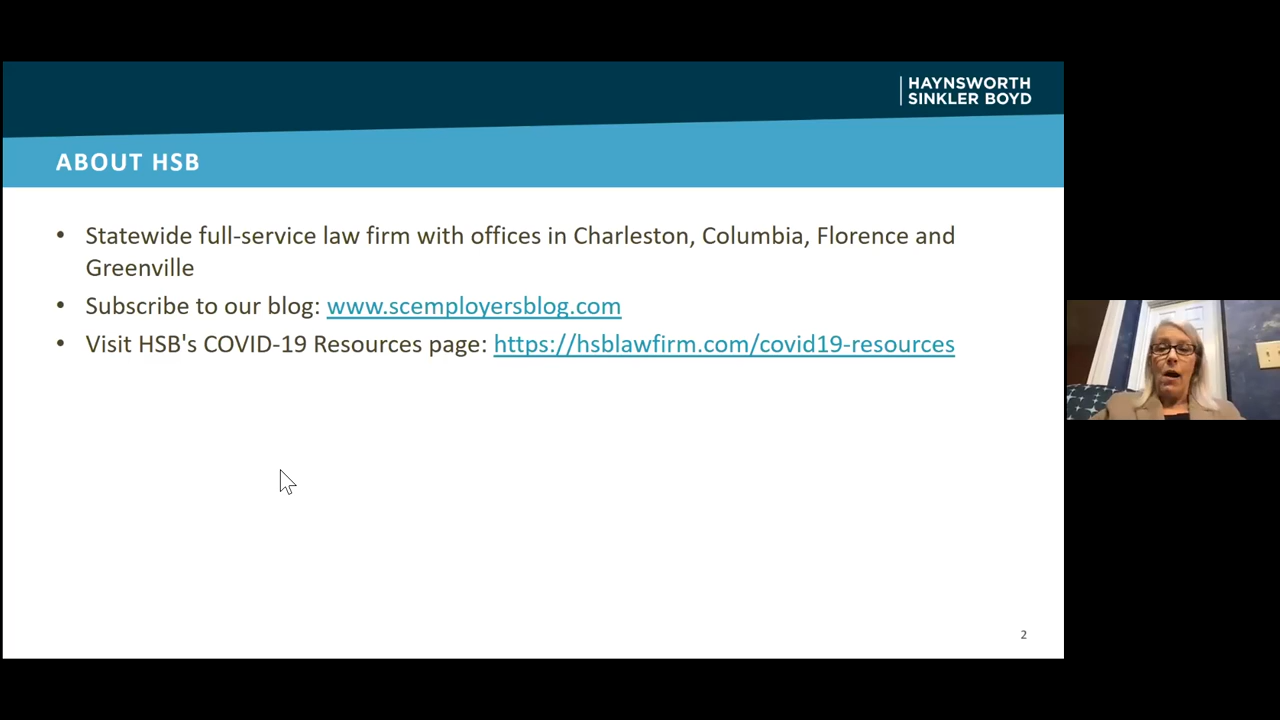 HAYNSWORTH
SINKLER BOYD
ABOUT HSB
• Statewide full-service law firm with offices in Charleston, Columbia, Florence and
Greenville
• Subscribe to our blog: www.scemployersblog.com
• Visit HSB's COVID-19 Resources page: https://hsblawfirm.com/covid19-resources
2